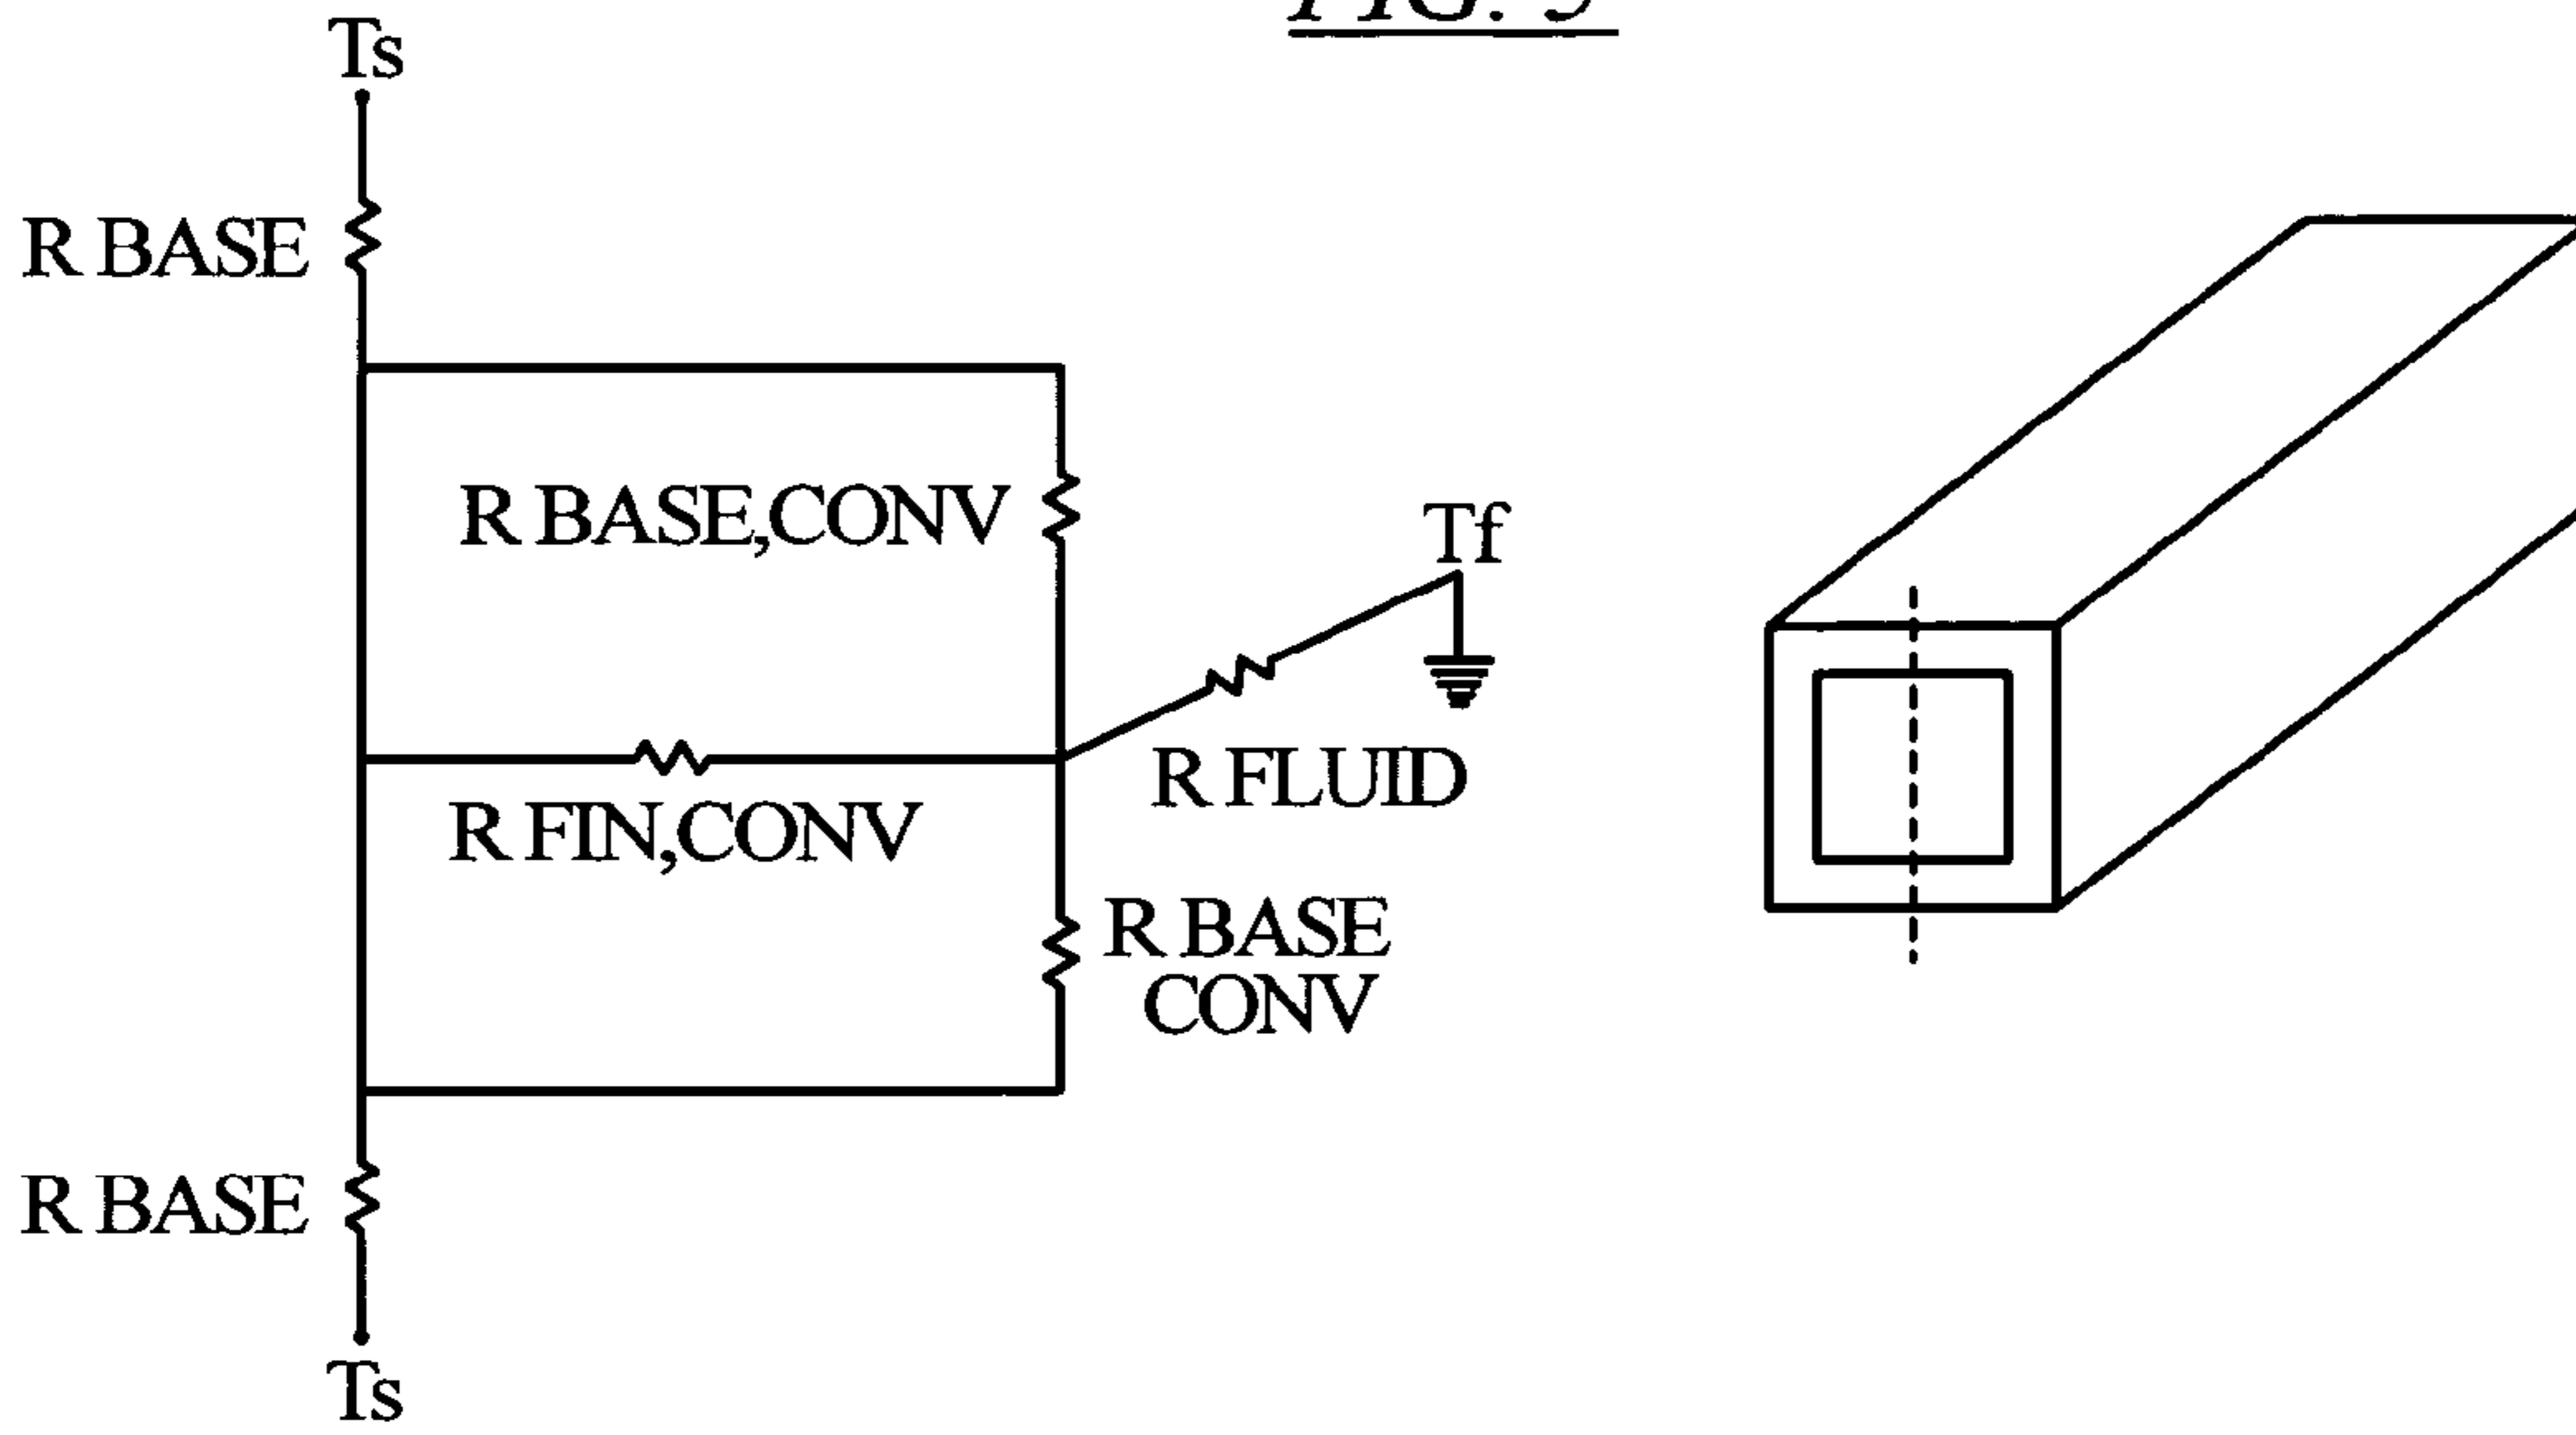 Ts
R BASE
R BASE,CONV
Tf
R FLUID
R FIN,CONV
R BASE
CONV
R BASE
Ts